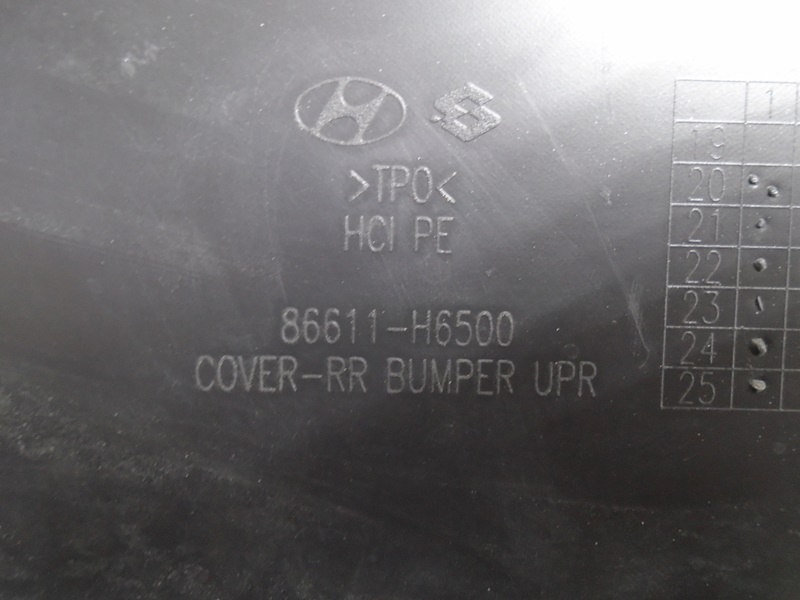 >TPO<
HCI PE
86611-H6500
COVER-RR BUMPER UPR
1
19
20
21
22
23
24
25